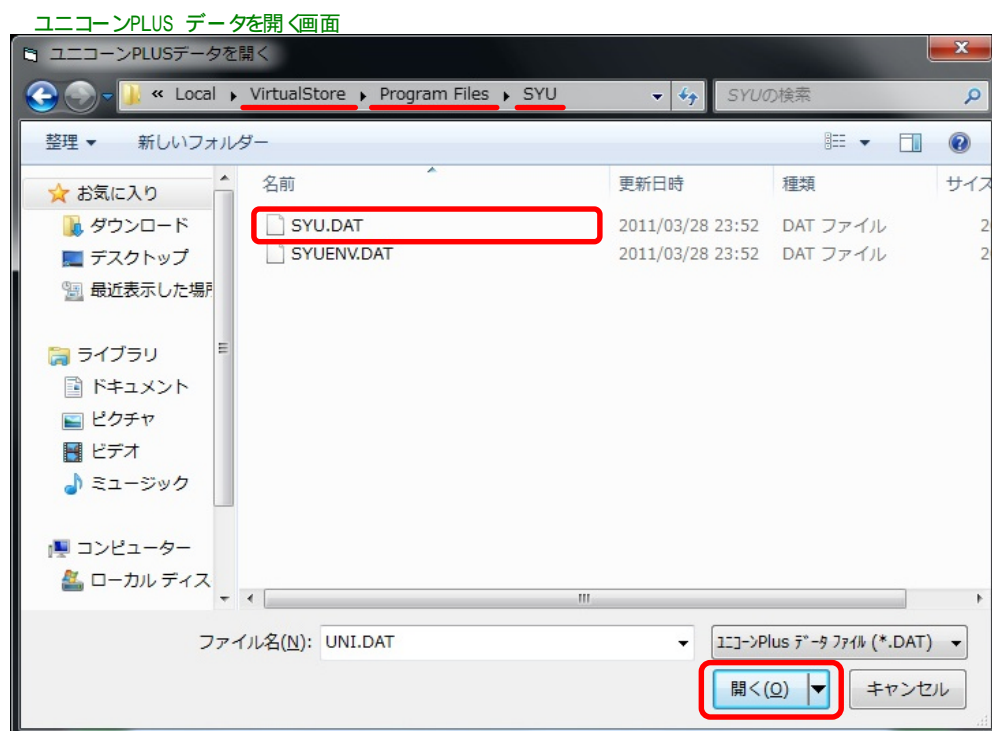 ユニコーンPLUS データを開く画面
ユニコーンPLUSデータを開く
« Local VirtualStore Program Files SYU SYUの検索
整理 新しいフォルダー
お気に入り
ダウンロード
デスクトップ
最近表示した場所
ライブラリ
ドキュメント
ピクチャ
ビデオ
ミュージック
コンピューター
ローカル ディス
名前 更新日時 種類 サイズ
SYU.DAT 2011/03/28 23:52 DAT ファイル 2
SYUENV.DAT 2011/03/28 23:52 DAT ファイル 2
ファイル名(N): UNI.DAT ﾕﾆｺｰﾝPlus ﾃﾞｰﾀ ﾌｧｲﾙ (*.DAT)
開く(O) キャンセル